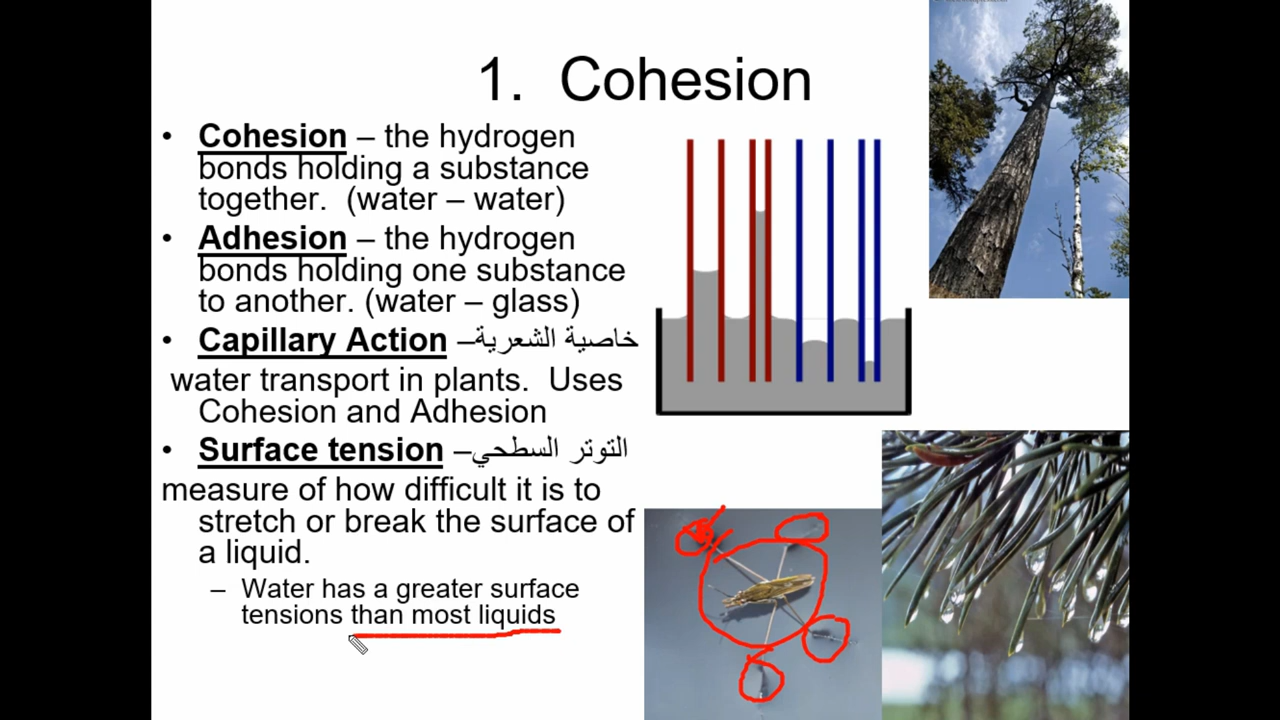 1. Cohesion
• Cohesion – the hydrogen
bonds holding a substance
together. (water – water)
• Adhesion – the hydrogen
bonds holding one substance
to another. (water – glass)
• Capillary Action –خاصية الشعرية
water transport in plants. Uses
Cohesion and Adhesion
• Surface tension –التوتر السطحي
measure of how difficult it is to
stretch or break the surface of
a liquid.
– Water has a greater surface
tensions than most liquids